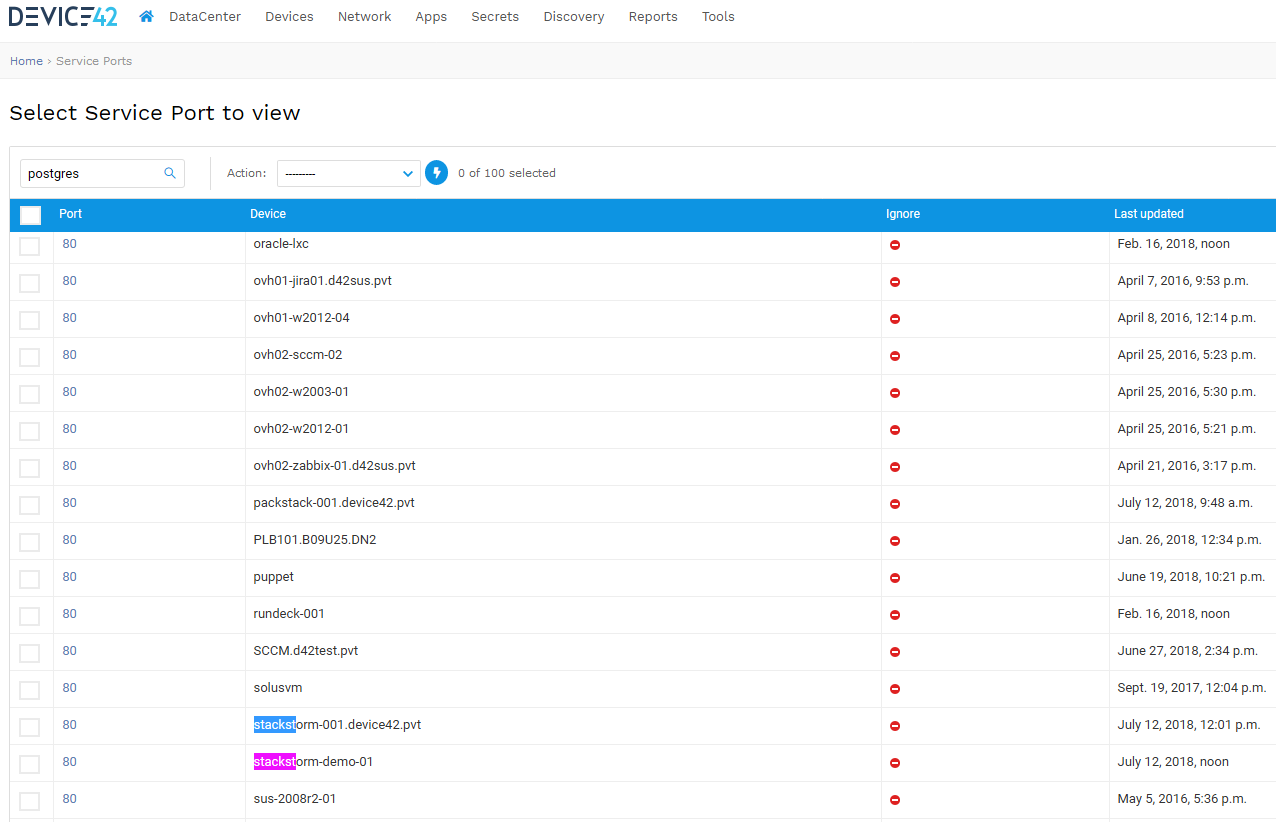 DEVICE42 DataCenter Devices Network Apps Secrets Discovery Reports Tools
Home › Service Ports
Select Service Port to view
postgres Action: --------- 0 of 100 selected
Port Device Ignore Last updated
80 oracle-lxc Feb. 16, 2018, noon
80 ovh01-jira01.d42sus.pvt April 7, 2016, 9:53 p.m.
80 ovh01-w2012-04 April 8, 2016, 12:14 p.m.
80 ovh02-sccm-02 April 25, 2016, 5:23 p.m.
80 ovh02-w2003-01 April 25, 2016, 5:30 p.m.
80 ovh02-w2012-01 April 25, 2016, 5:21 p.m.
80 ovh02-zabbix-01.d42sus.pvt April 21, 2016, 3:17 p.m.
80 packstack-001.device42.pvt July 12, 2018, 9:48 a.m.
80 PLB101.B09U25.DN2 Jan. 26, 2018, 12:34 p.m.
80 puppet June 19, 2018, 10:21 p.m.
80 rundeck-001 Feb. 16, 2018, noon
80 SCCM.d42test.pvt June 27, 2018, 2:34 p.m.
80 solusvm Sept. 19, 2017, 12:04 p.m.
80 stackstorm-001.device42.pvt July 12, 2018, 12:01 p.m.
80 stackstorm-demo-01 July 12, 2018, noon
80 sus-2008r2-01 May 5, 2016, 5:36 p.m.